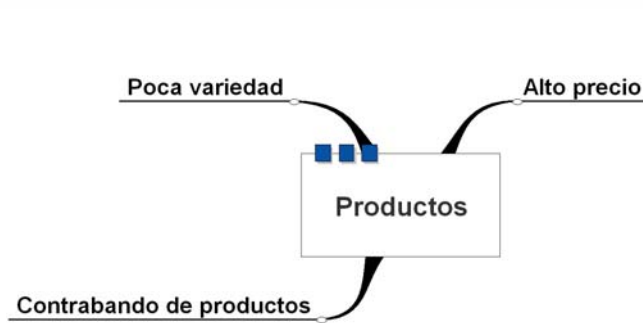 Poca variedad
Alto precio
Productos
Contrabando de productos